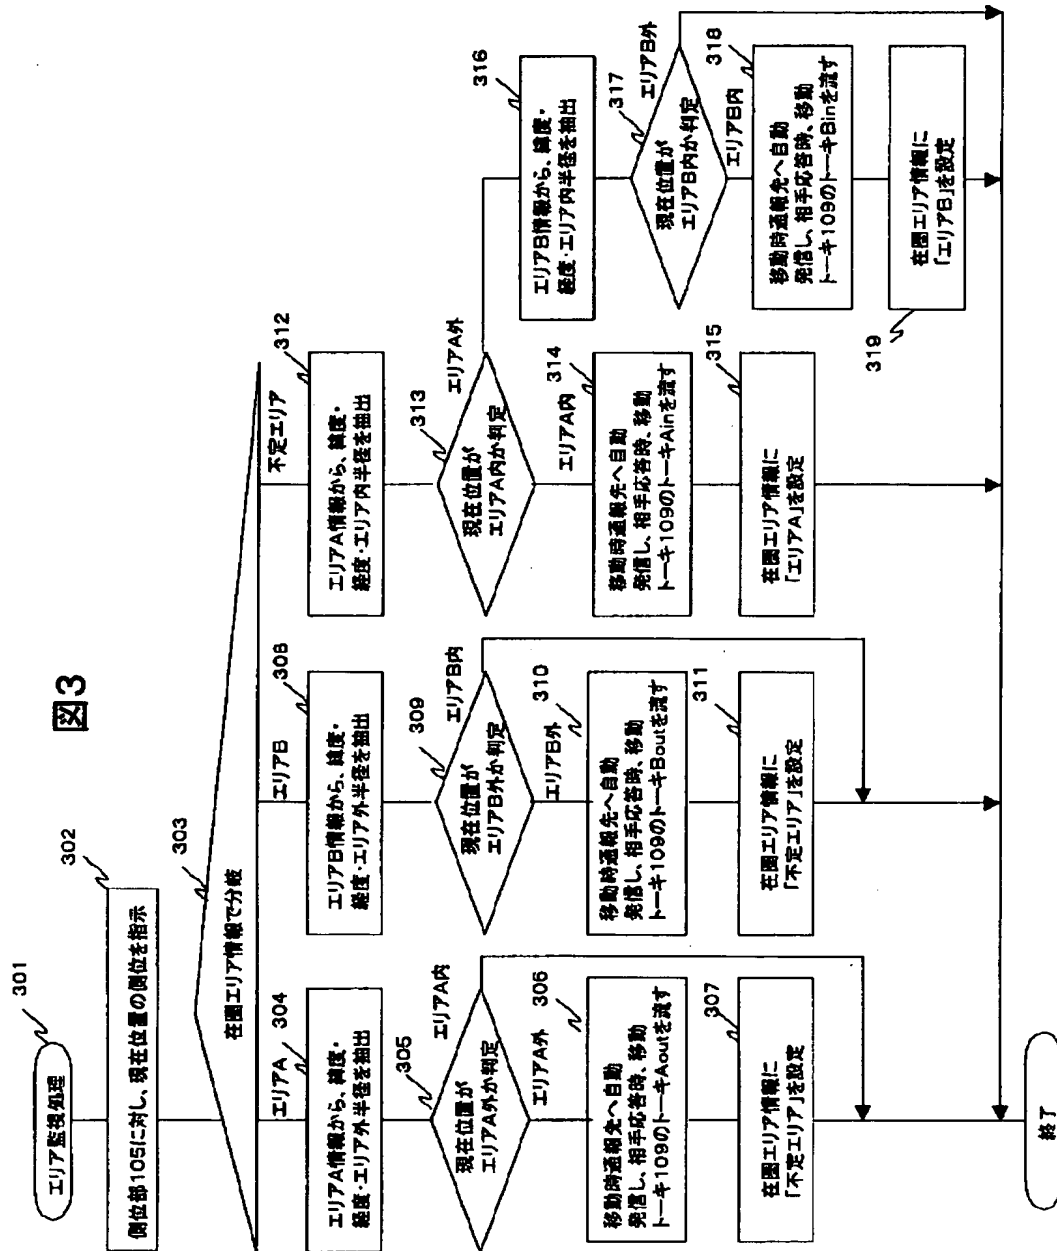 図3
301
エリア監視処理
302
側位部105に対し、現在位置の側位を指示
303
在圏エリア情報で分岐
エリアA
304
エリアA情報から、緯度・
経度・エリア外半径を抽出
305
現在位置が
エリアA外か判定
エリアA内
エリアA外
306
移動時通報先へ自動
発信し、相手応答時、移動
トーキ109のトーキAoutを流す
307
在圏エリア情報に
「不定エリア」を設定
エリアB
308
エリアB情報から、緯度・
経度・エリア外半径を抽出
309
現在位置が
エリアB外か判定
エリアB内
エリアB外
310
移動時通報先へ自動
発信し、相手応答時、移動
トーキ109のトーキBoutを流す
311
在圏エリア情報に
「不定エリア」を設定
不定エリア
312
エリアA情報から、緯度・
経度・エリア内半径を抽出
313
現在位置が
エリアA内か判定
エリアA外
エリアA内
314
移動時通報先へ自動
発信し、相手応答時、移動
トーキ109のトーキAinを流す
315
在圏エリア情報に
「エリアA」を設定
316
エリアB情報から、緯度・
経度・エリア内半径を抽出
317
現在位置が
エリアB内か判定
エリアB外
エリアB内
318
移動時通報先へ自動
発信し、相手応答時、移動
トーキ109のトーキBinを流す
319
在圏エリア情報に
「エリアB」を設定
終了